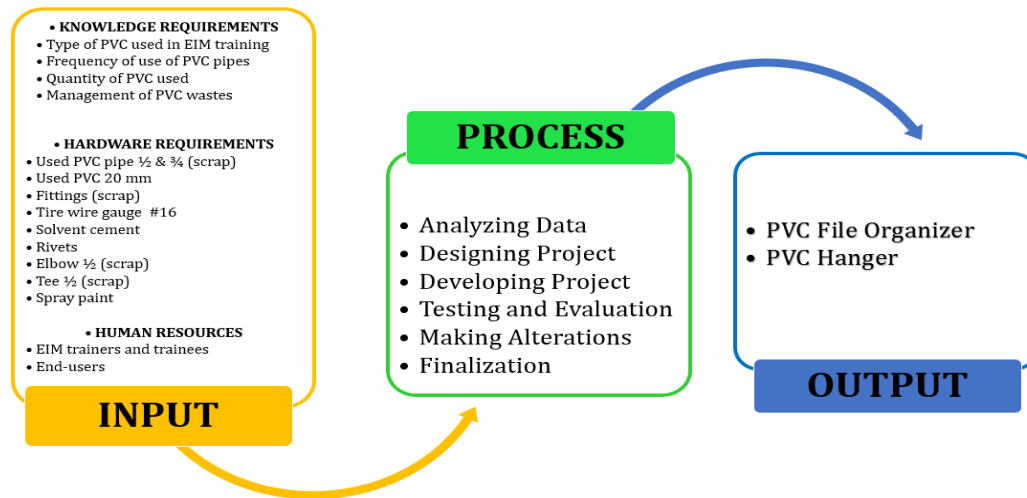 • KNOWLEDGE REQUIREMENTS
• Type of PVC used in EIM training
• Frequency of use of PVC pipes
• Quantity of PVC used
• Management of PVC wastes
• HARDWARE REQUIREMENTS
• Used PVC pipe ½ & ¾ (scrap)
• Used PVC 20 mm
• Fittings (scrap)
• Tire wire gauge #16
• Solvent cement
• Rivets
• Elbow ½ (scrap)
• Tee ½ (scrap)
• Spray paint
• HUMAN RESOURCES
• EIM trainers and trainees
• End-users
INPUT
PROCESS
• Analyzing Data
• Designing Project
• Developing Project
• Testing and Evaluation
• Making Alterations
• Finalization
• PVC File Organizer
• PVC Hanger
OUTPUT